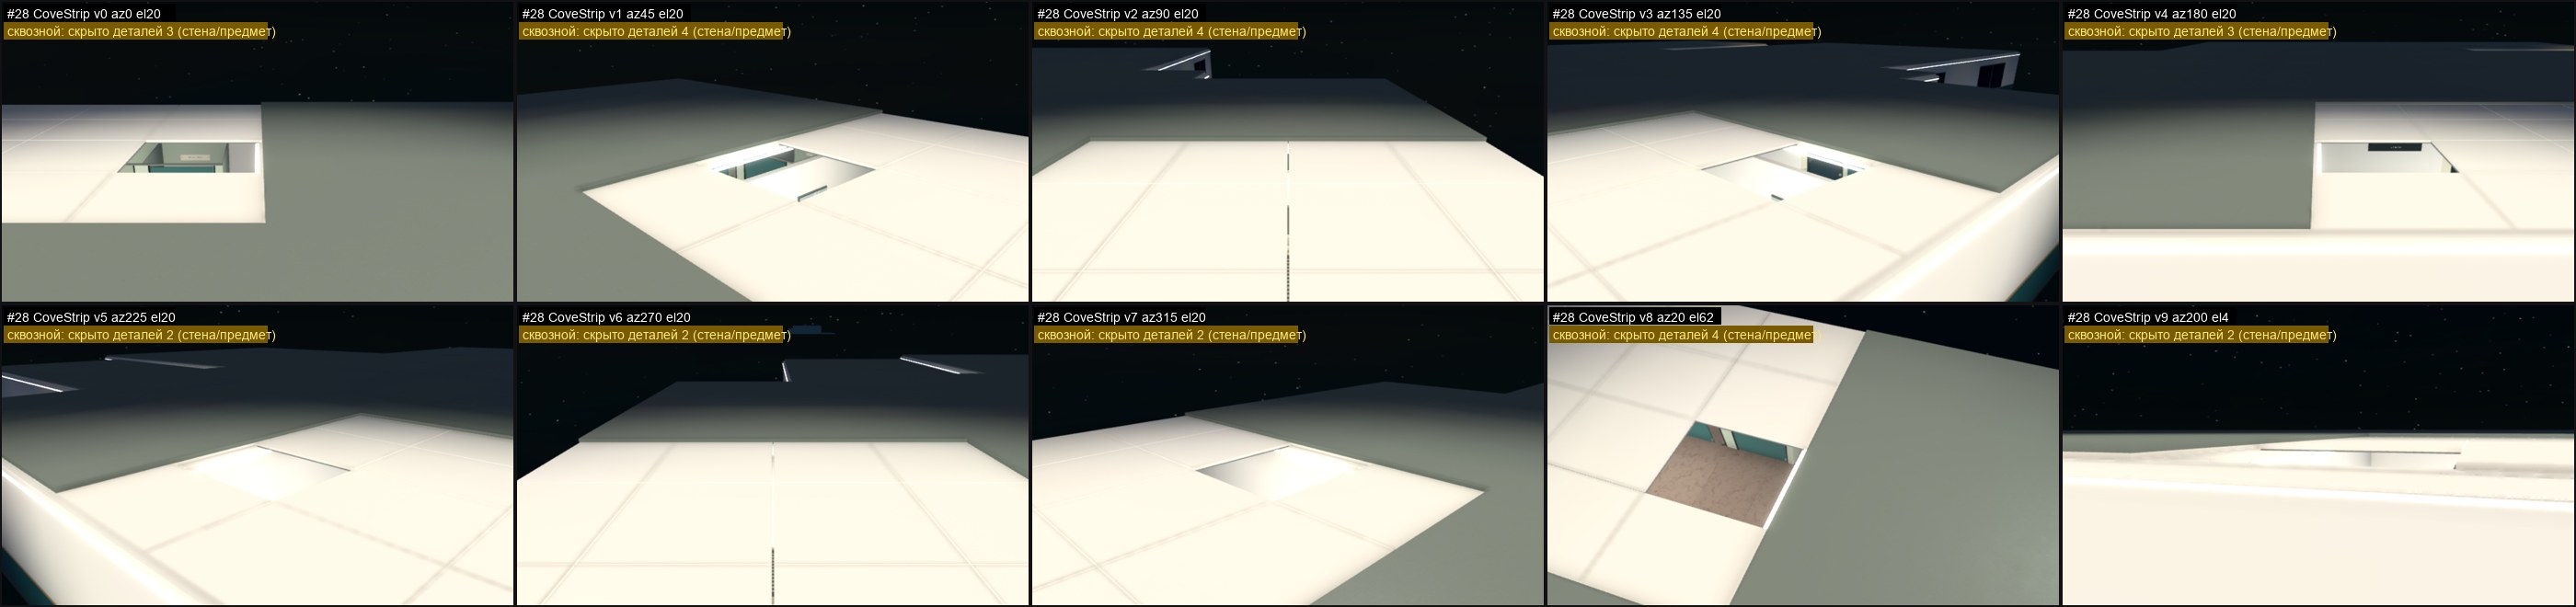 #28 CoveStrip v0 az0 el20
сквозной: скрыто деталей 3 (стена/предмет)
#28 CoveStrip v1 az45 el20
сквозной: скрыто деталей 4 (стена/предмет)
#28 CoveStrip v2 az90 el20
сквозной: скрыто деталей 4 (стена/предмет)
#28 CoveStrip v3 az135 el20
сквозной: скрыто деталей 4 (стена/предмет)
#28 CoveStrip v4 az180 el20
сквозной: скрыто деталей 3 (стена/предмет)
#28 CoveStrip v5 az225 el20
сквозной: скрыто деталей 2 (стена/предмет)
#28 CoveStrip v6 az270 el20
сквозной: скрыто деталей 2 (стена/предмет)
#28 CoveStrip v7 az315 el20
сквозной: скрыто деталей 2 (стена/предмет)
#28 CoveStrip v8 az20 el62
сквозной: скрыто деталей 4 (стена/предмет)
#28 CoveStrip v9 az200 el4
сквозной: скрыто деталей 2 (стена/предмет)